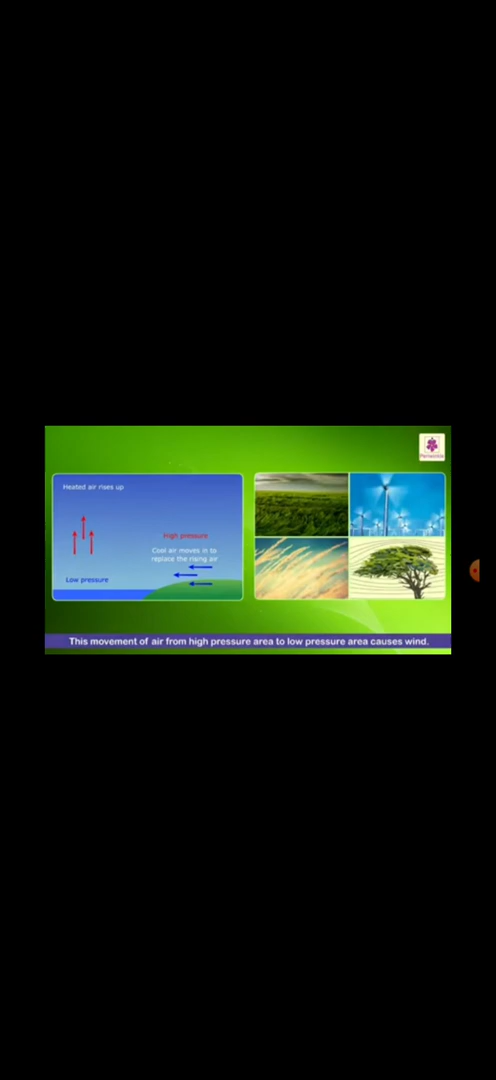 Periwinkle
Heated air rises up
High pressure
Cool air moves in to
replace the rising air
Low pressure
This movement of air from high pressure area to low pressure area causes wind.